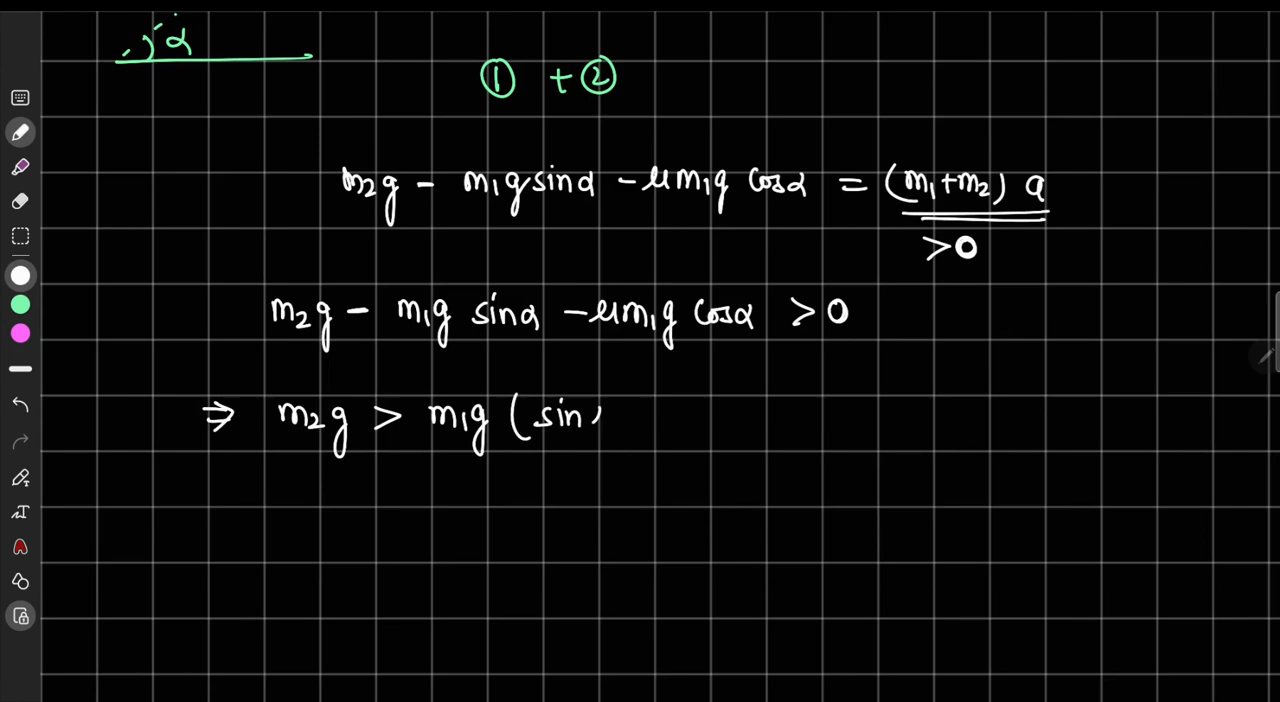 α
① + ②
m₂g - m₁g sinα - μm₁g cosα = (m₁+m₂) a
>0
m₂g - m₁g sinα - μm₁g cosα > 0
⇒ m₂g > m₁g (sin